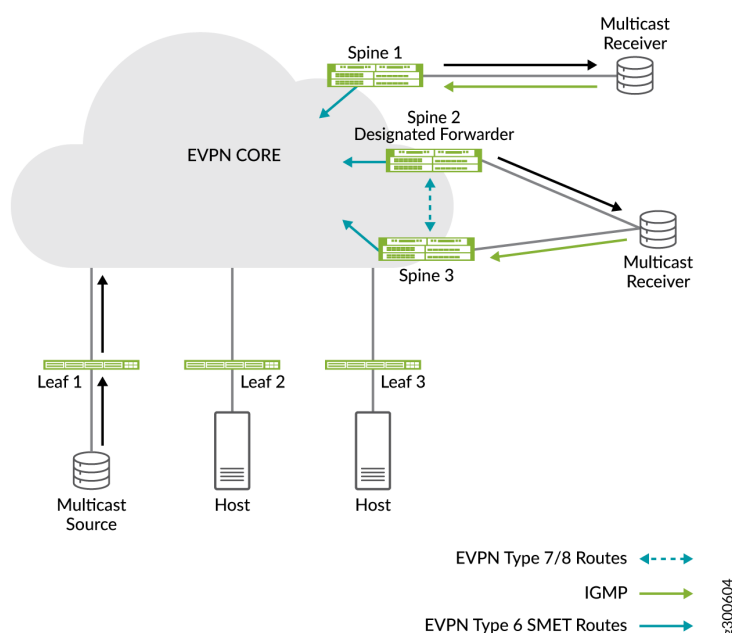 Multicast
Receiver
Spine 1
Spine 2
Designated Forwarder
EVPN CORE
Spine 3
Multicast
Receiver
Leaf 1
Leaf 2
Leaf 3
Multicast
Source
Host
Host
EVPN Type 7/8 Routes
IGMP
EVPN Type 6 SMET Routes
g300604